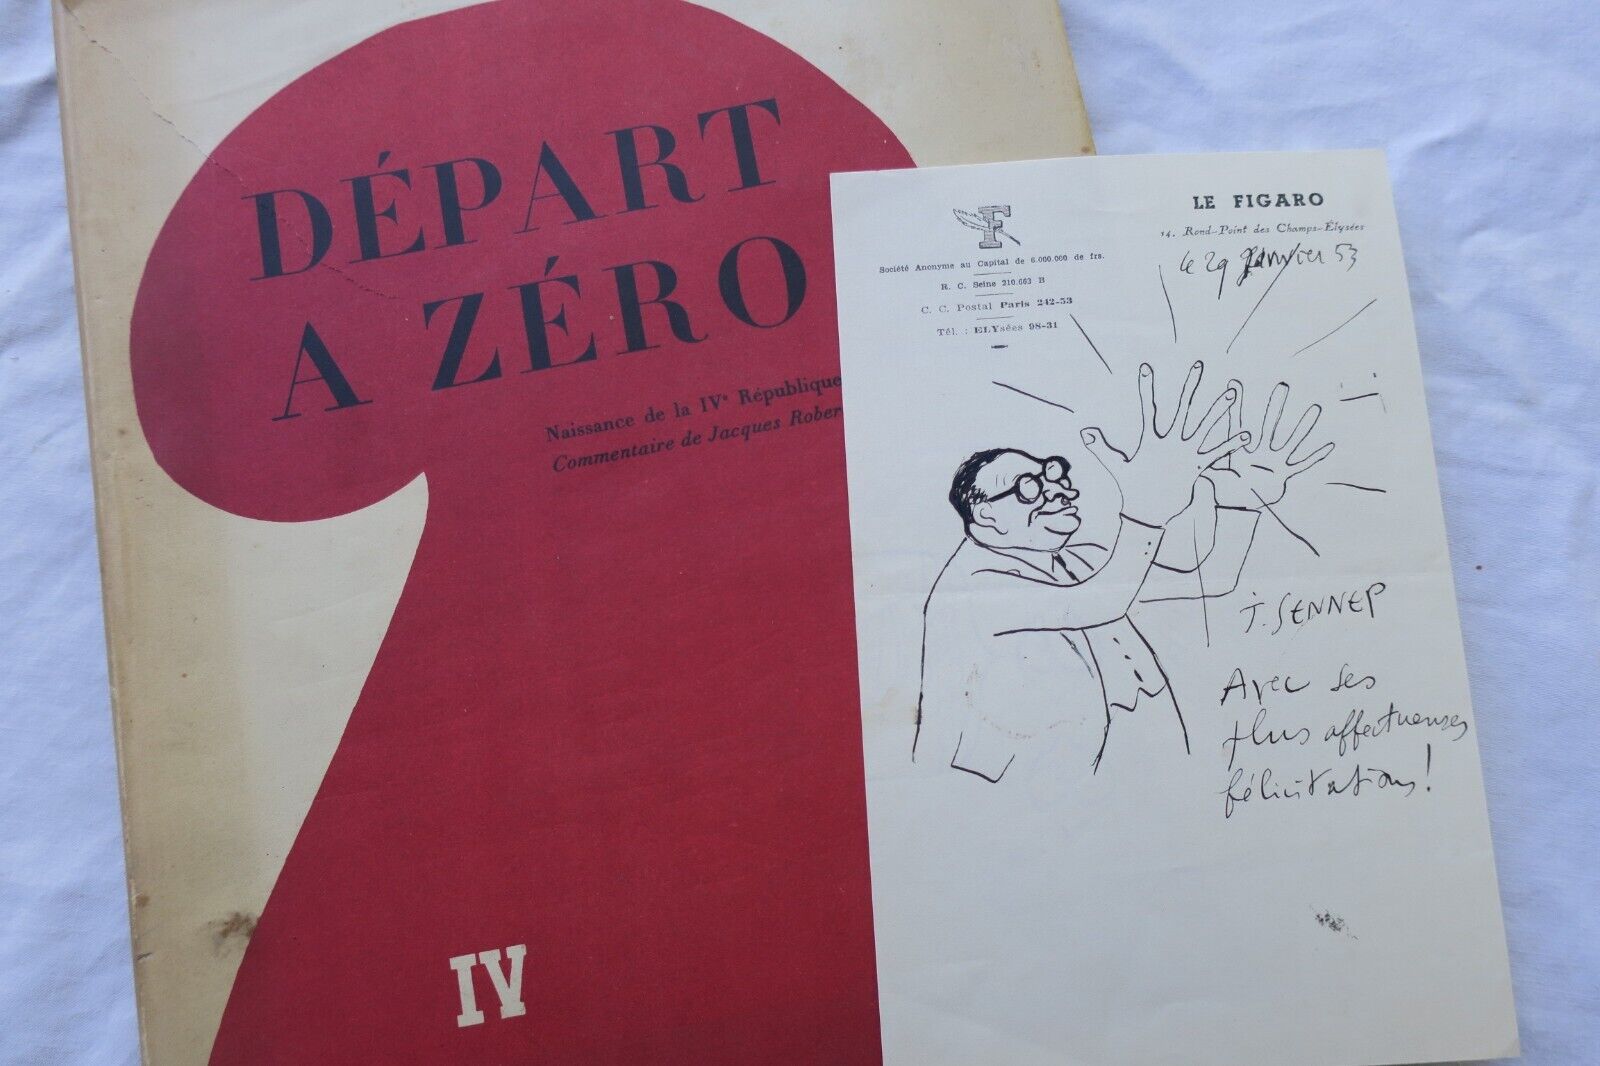 DÉPART
A ZÉRO
Naissance de la IVe République
Commentaire de Jacques Rober
IV
F
LE FIGARO
14, Rond-Point des Champs-Élysées
Société Anonyme au Capital de 6.000.000 de frs.
R. C. Seine 210.663 B
C. C. Postal Paris 242-53
Tél. : ELYsées 98-31
le 29 Janvier 53
J. SENNEP
Avec ses
plus affectueuses
félicitations!